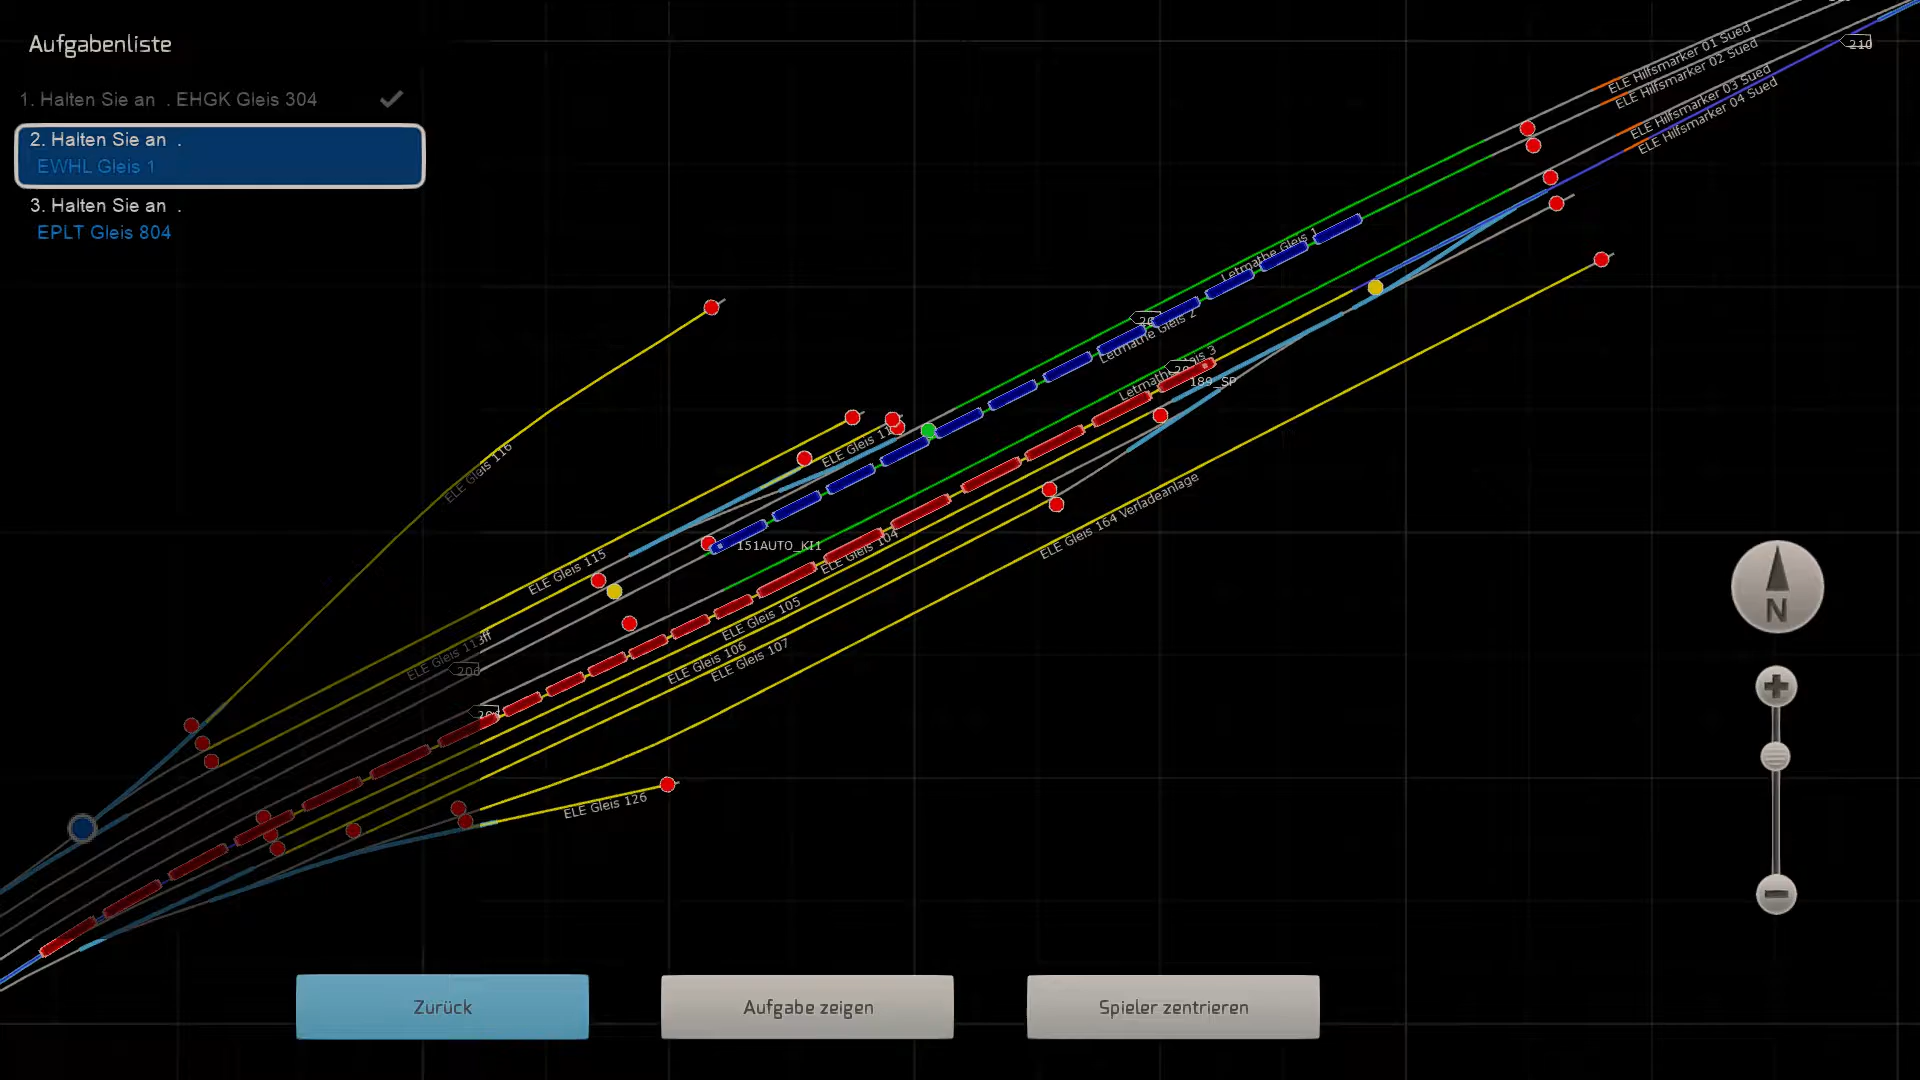 Aufgabenliste
1. Halten Sie an . EHGK Gleis 304
2. Halten Sie an .
EWHL Gleis 1
3. Halten Sie an .
EPLT Gleis 804
ELE Hilfsmarker 01 Sued
ELE Hilfsmarker 02 Sued
ELE Hilfsmarker 03 Sued
ELE Hilfsmarker 04 Sued
210
Letmathe Gleis 1
Letmathe Gleis 2
Letmathe Gleis 3
189_SP
ELE Gleis 116
151AUTO_KI1
ELE Gleis 104
ELE Gleis 164 Verladeanlage
ELE Gleis 115
ELE Gleis 105
ELE Gleis 106
ELE Gleis 107
ELE Gleis 113ff
206
ELE Gleis 126
N
Zurück
Aufgabe zeigen
Spieler zentrieren